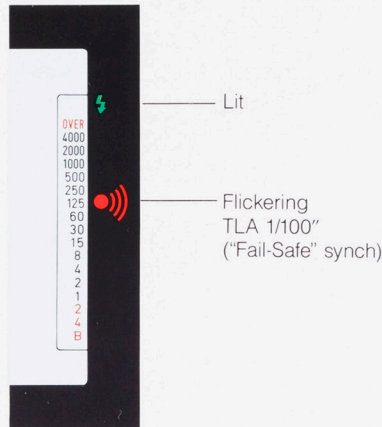 Lit
OVER
4000
2000
1000
500
250
125
60
30
15
8
4
2
1
2
4
B
Flickering
TLA 1/100″
(“Fail-Safe” synch)